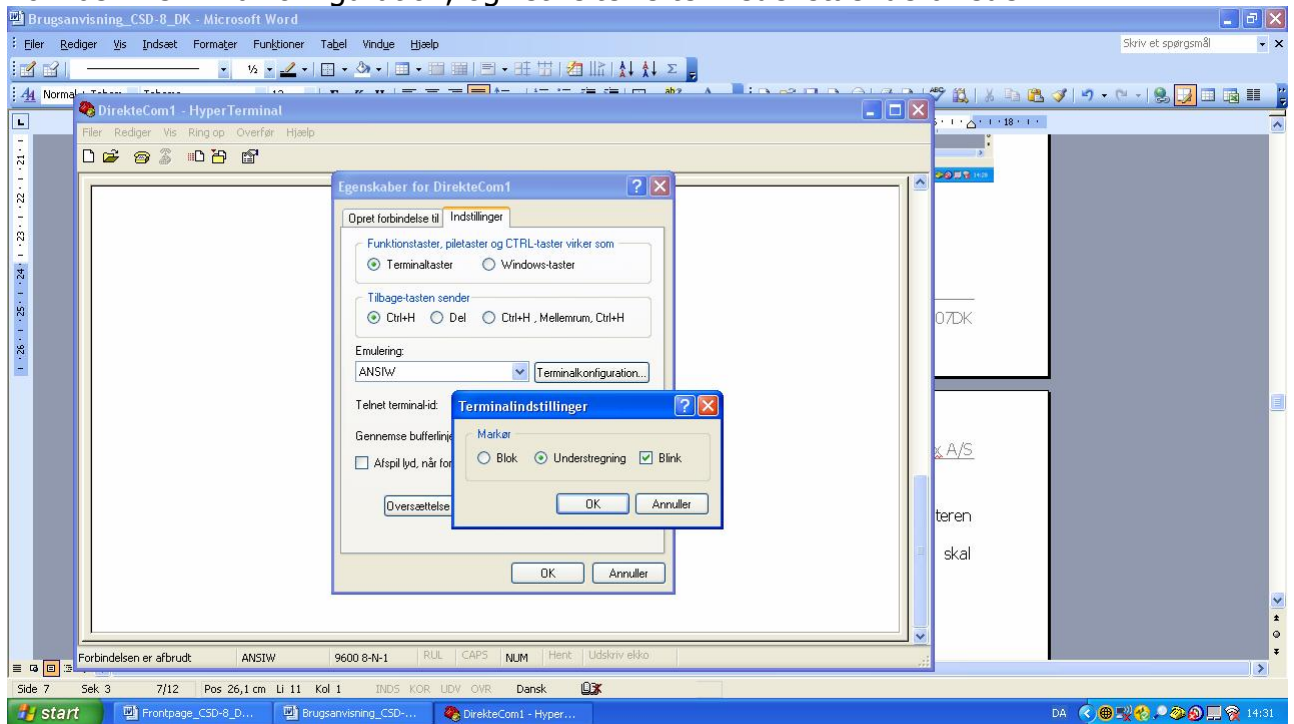 Brugsanvisning_CSD-8_DK - Microsoft Word
Filer Rediger Vis Indsæt Formater Funktioner Tabel Vindue Hjælp
Skriv et spørgsmål
½
Normal
DirekteCom1 - HyperTerminal
Filer Rediger Vis Ring op Overfør Hjælp
18
Egenskaber for DirekteCom1
Opret forbindelse til Indstillinger
Funktionstaster, piletaster og CTRL-taster virker som
Terminaltaster Windows-taster
Tilbage-tasten sender
Ctrl+H Del Ctrl+H , Mellemrum, Ctrl+H
07DK
Emulering:
ANSIW Terminalkonfiguration...
Telnet terminal-id:
Terminalindstillinger
Gennemse bufferlinje
Markør
A/S
Afspil lyd, når for
Blok Understregning Blink
Oversættelse
OK Annuller
teren
skal
OK Annuller
Forbindelsen er afbrudt ANSIW 9600 8-N-1 RUL CAPS NUM Hent Udskriv ekko
Side 7 Sek 3 7/12 Pos 26,1 cm Li 11 Kol 1 INDS KOR UDV OVR Dansk
start Frontpage_CSD-8_D... Brugsanvisning_CSD-... DirekteCom1 - Hyper... DA 14:31